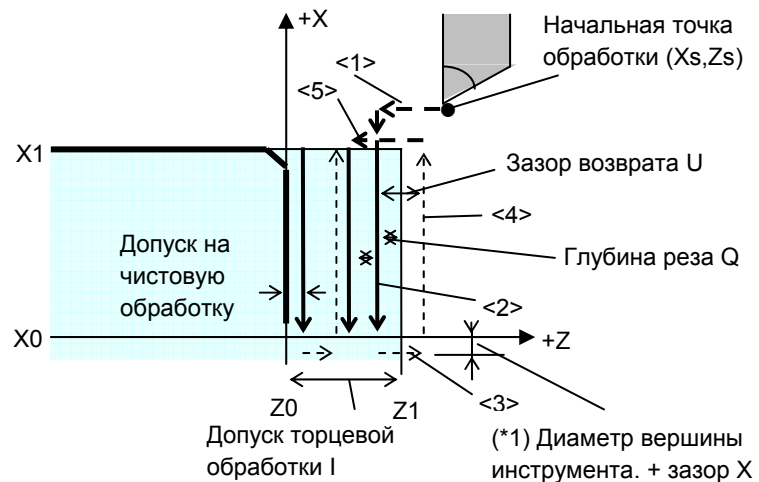 +X
Начальная точка
обработки (Xs,Zs)
<1>
<5>
X1
Зазор возврата U
<4>
Допуск на
чистовую
обработку
Глубина реза Q
<2>
X0
+Z
Z0
Z1
<3>
Допуск торцевой
обработки I
(*1) Диаметр вершины
инструмента. + зазор X